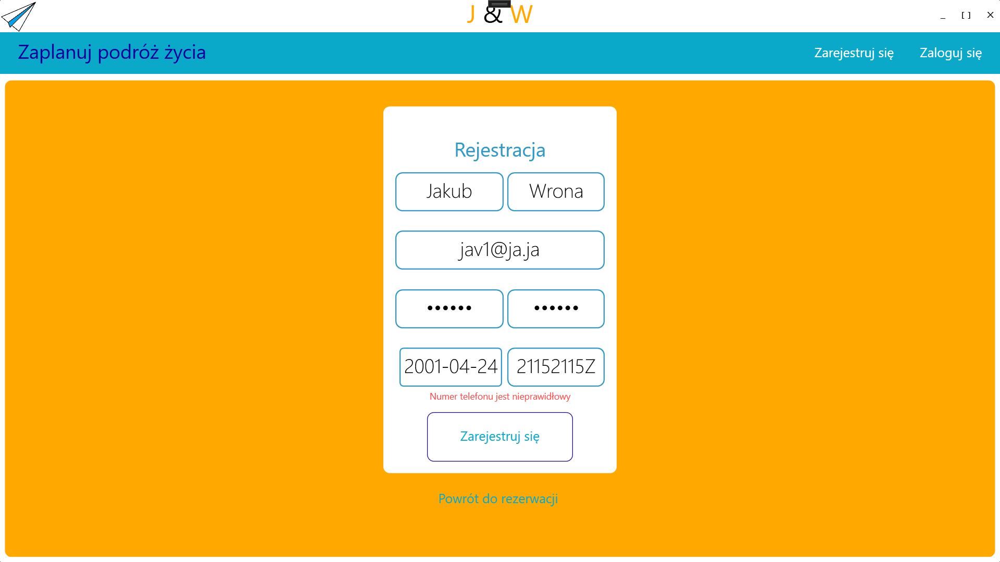 J & W
_ [ ] X
Zaplanuj podróż życia
Zarejestruj się Zaloguj się
Rejestracja
Jakub Wrona
jav1@ja.ja
•••••• ••••••
2001-04-24 21152115Z
Numer telefonu jest nieprawidłowy
Zarejestruj się
Powrót do rezerwacji